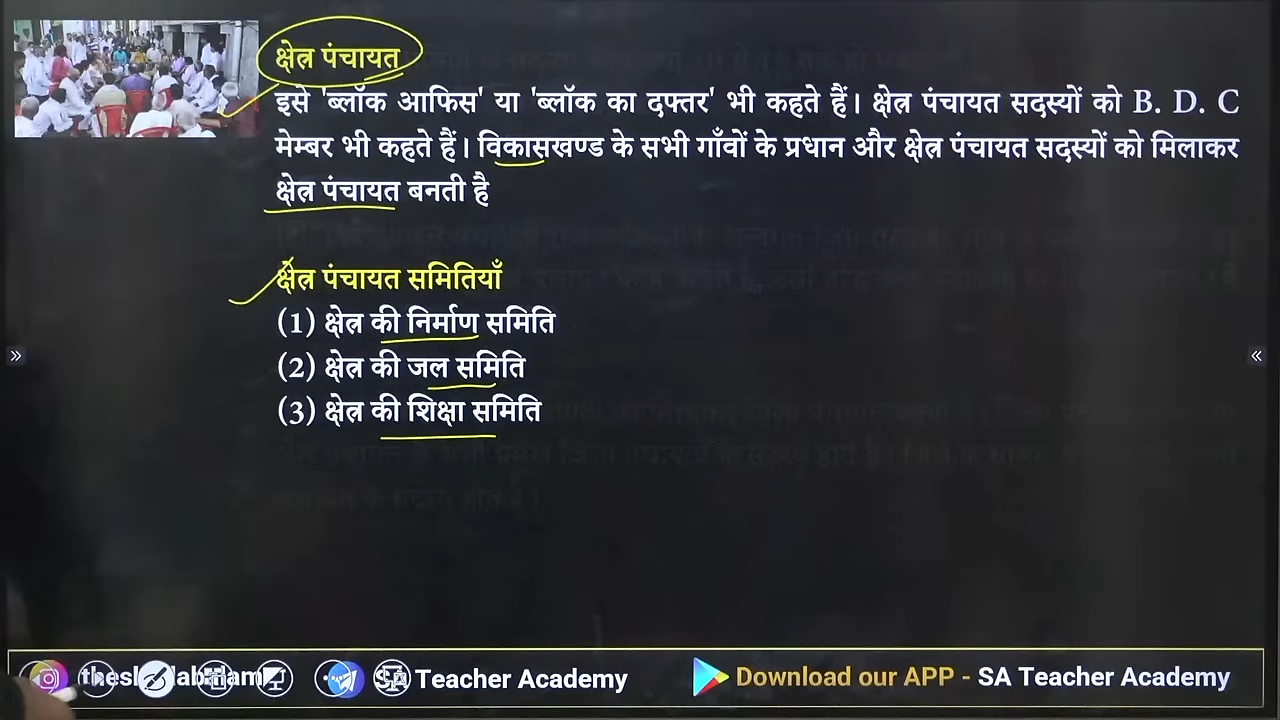 क्षेत्र पंचायत
इसे 'ब्लॉक आफिस' या 'ब्लॉक का दफ्तर' भी कहते हैं। क्षेत्र पंचायत सदस्यों को B. D. C
मेम्बर भी कहते हैं। विकासखण्ड के सभी गाँवों के प्रधान और क्षेत्र पंचायत सदस्यों को मिलाकर
क्षेत्र पंचायत बनती है
क्षेत्र पंचायत समितियाँ
(1) क्षेत्र की निर्माण समिति
(2) क्षेत्र की जल समिति
(3) क्षेत्र की शिक्षा समिति
Teacher Academy
Download our APP - SA Teacher Academy